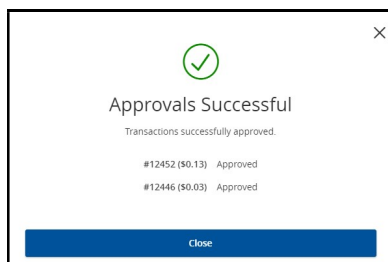 Approvals Successful
Transactions successfully approved.
#12452 ($0.13) Approved
#12446 ($0.03) Approved
Close